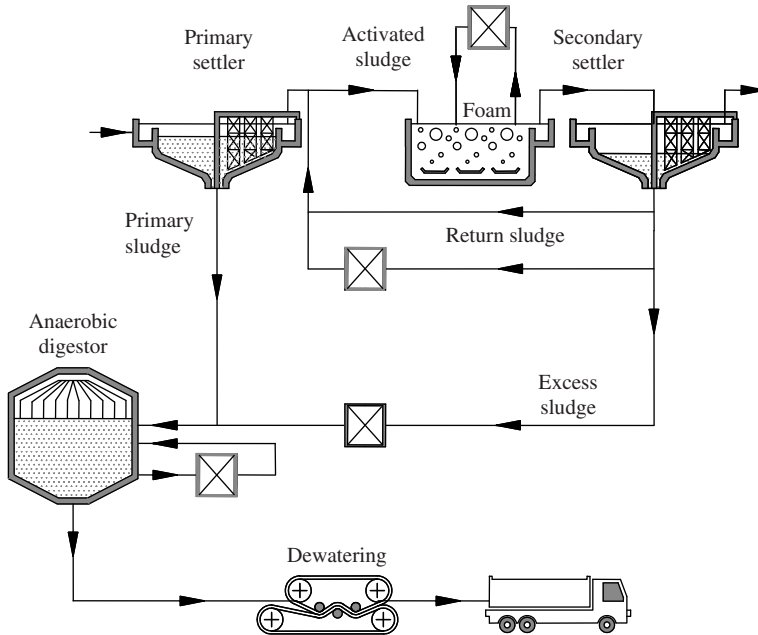 Primary
settler
Activated
sludge
Secondary
settler
Foam
Primary
sludge
Return sludge
Anaerobic
digestor
Excess
sludge
Dewatering